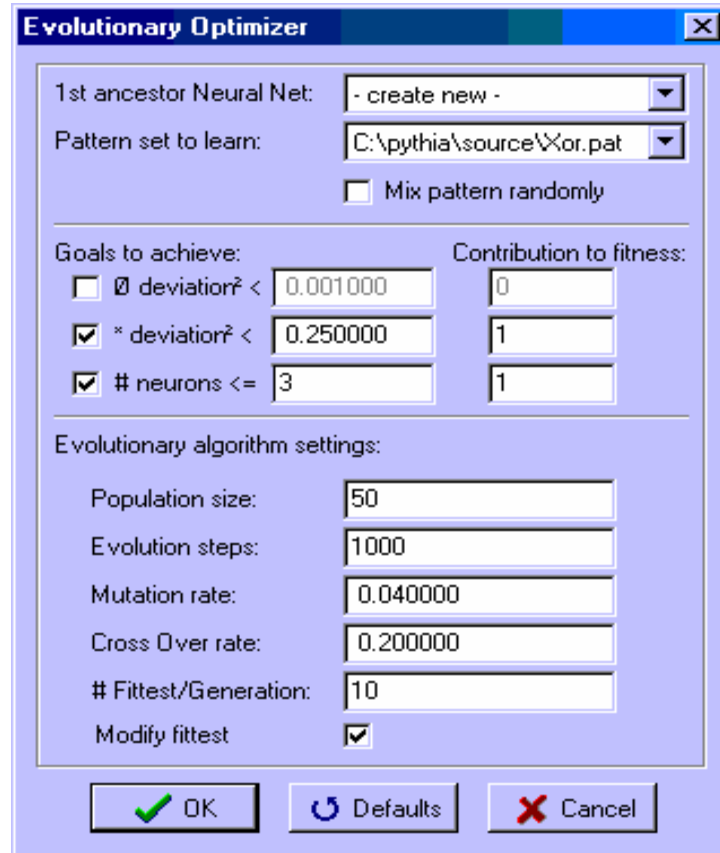 Evolutionary Optimizer
1st ancestor Neural Net: - create new -
Pattern set to learn: C:\pythia\source\Xor.pat
Mix pattern randomly
Goals to achieve: Contribution to fitness:
Ø deviation² < 0.001000 0
* deviation² < 0.250000 1
# neurons <= 3 1
Evolutionary algorithm settings:
Population size: 50
Evolution steps: 1000
Mutation rate: 0.040000
Cross Over rate: 0.200000
# Fittest/Generation: 10
Modify fittest
OK Defaults Cancel